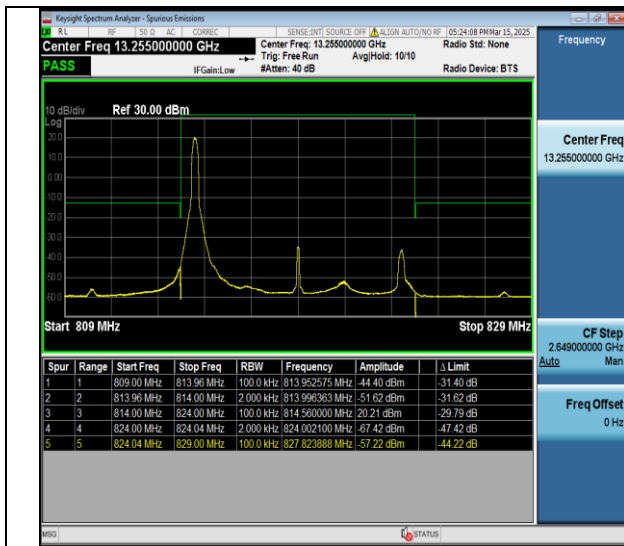 Keysight Spectrum Analyzer - Spurious Emissions
RL RF 50 Ω AC CORREC SENSE:INT SOURCE OFF ALIGN AUTO/NO RF 05:24:08 PM Mar 15, 2025
Center Freq 13.255000000 GHz
Center Freq: 13.255000000 GHz Radio Std: None
Trig: Free Run Avg|Hold: 10/10
PASS
IFGain:Low #Atten: 40 dB Radio Device: BTS
Frequency
10 dB/div Ref 30.00 dBm
Log
20.0
10.0
0.00
-10.0
-20.0
-30.0
-40.0
-50.0
-60.0
Start 809 MHz Stop 829 MHz
Center Freq
13.255000000 GHz
CF Step
2.649000000 GHz
Auto Man
Freq Offset
0 Hz
Spur Range Start Freq Stop Freq RBW Frequency Amplitude Δ Limit
1 1 809.00 MHz 813.96 MHz 100.0 kHz 813.952575 MHz -44.40 dBm -31.40 dB
2 2 813.96 MHz 814.00 MHz 2.000 kHz 813.996363 MHz -51.62 dBm -31.62 dB
3 3 814.00 MHz 824.00 MHz 100.0 kHz 814.560000 MHz 20.21 dBm -29.79 dB
4 4 824.00 MHz 824.04 MHz 2.000 kHz 824.002100 MHz -67.42 dBm -47.42 dB
5 5 824.04 MHz 829.00 MHz 100.0 kHz 827.823888 MHz -57.22 dBm -44.22 dB
MSG STATUS